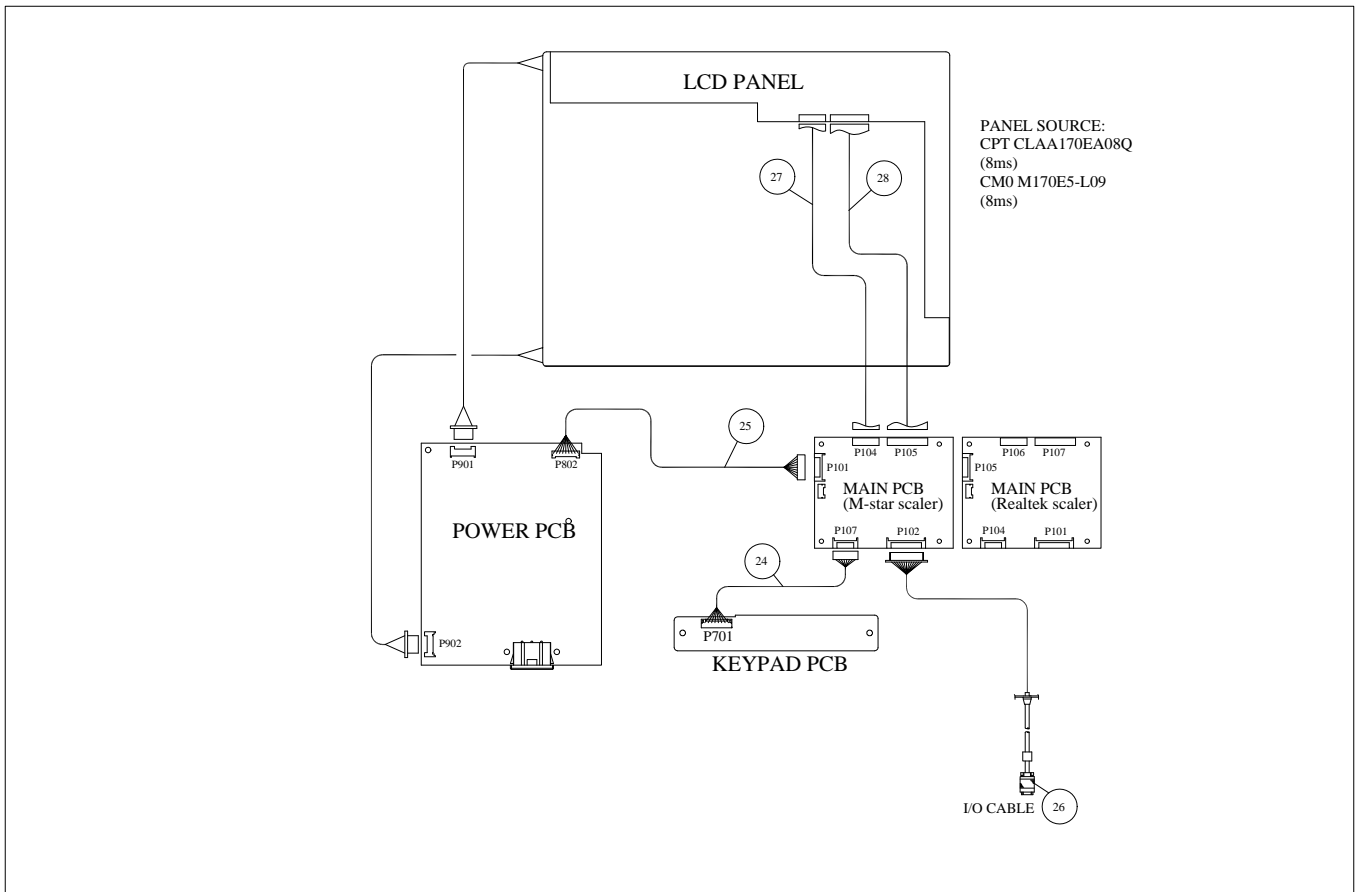 LCD PANEL
PANEL SOURCE:
CPT CLAA170EA08Q
(8ms)
CM0 M170E5-L09
(8ms)
27
28
25
P901
P802
P104
P105
P106
P107
P101
P105
MAIN PCB
(M-star scaler)
MAIN PCB
(Realtek scaler)
POWER PCB
P107
P102
P104
P101
24
P902
P701
KEYPAD PCB
I/O CABLE
26